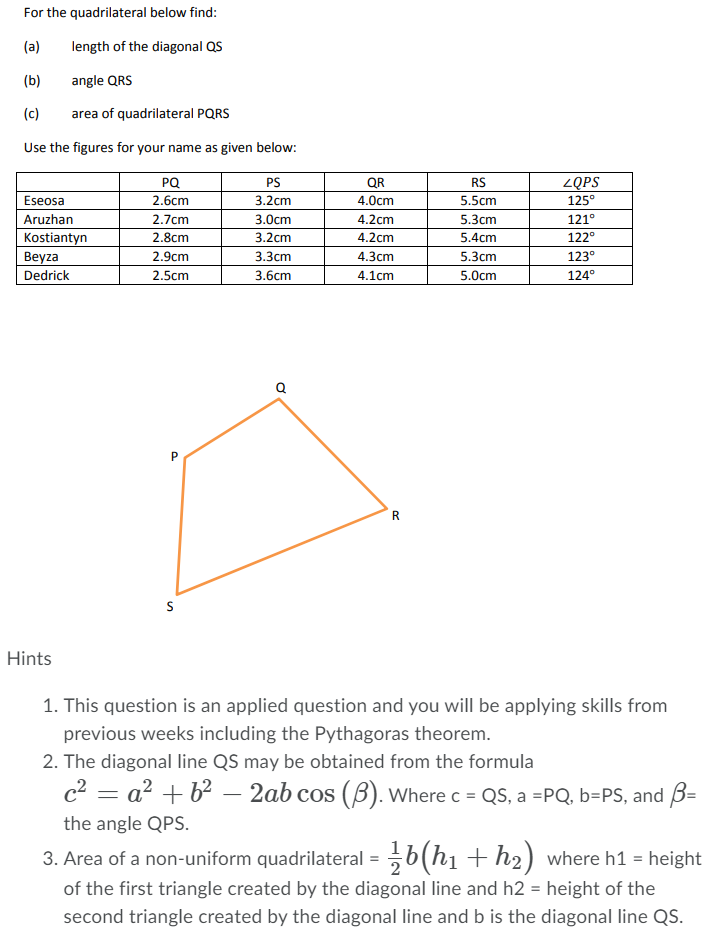 For the quadrilateral below find:
(a) length of the diagonal QS
(b) angle QRS
(c) area of quadrilateral PQRS
Use the figures for your name as given below:
PQ PS QR RS ∠QPS
Eseosa 2.6cm 3.2cm 4.0cm 5.5cm 125°
Aruzhan 2.7cm 3.0cm 4.2cm 5.3cm 121°
Kostiantyn 2.8cm 3.2cm 4.2cm 5.4cm 122°
Beyza 2.9cm 3.3cm 4.3cm 5.3cm 123°
Dedrick 2.5cm 3.6cm 4.1cm 5.0cm 124°
Q
P
R
S
Hints
1. This question is an applied question and you will be applying skills from
previous weeks including the Pythagoras theorem.
2. The diagonal line QS may be obtained from the formula
c² = a² + b² − 2ab cos (β). Where c = QS, a =PQ, b=PS, and β=
the angle QPS.
3. Area of a non-uniform quadrilateral = ½b(h₁ + h₂) where h1 = height
of the first triangle created by the diagonal line and h2 = height of the
second triangle created by the diagonal line and b is the diagonal line QS.